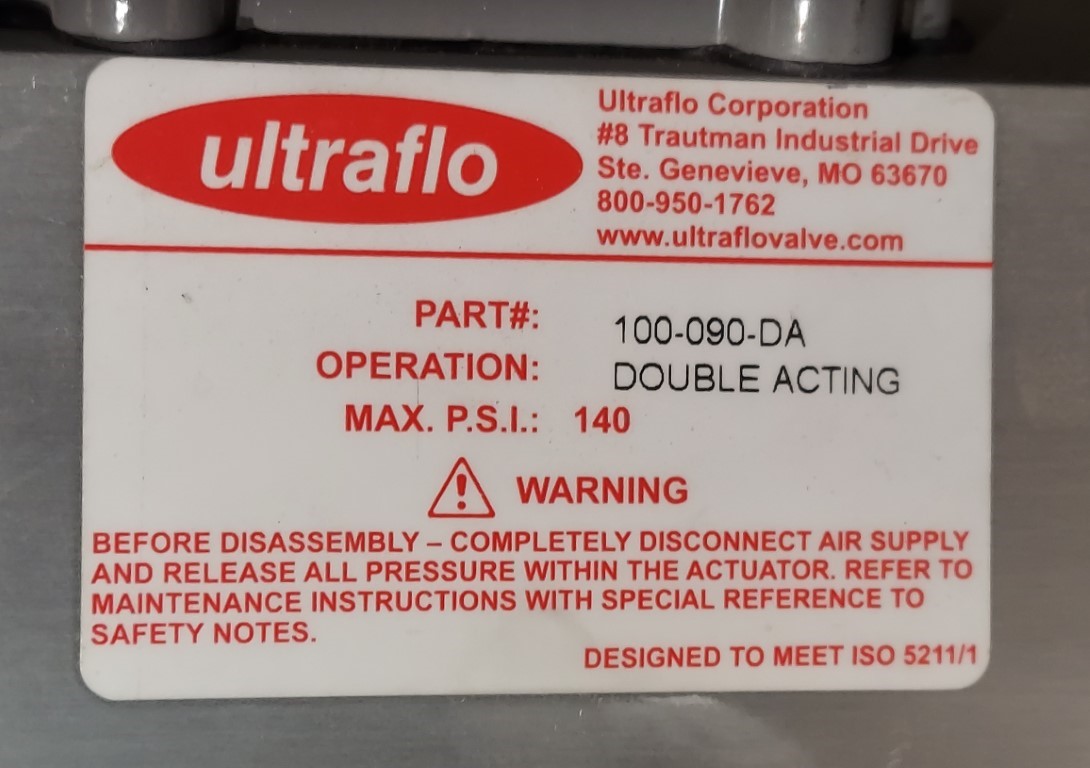 ultraflo
Ultraflo Corporation
#8 Trautman Industrial Drive
Ste. Genevieve, MO 63670
800-950-1762
www.ultraflovalve.com
PART#: 100-090-DA
OPERATION: DOUBLE ACTING
MAX. P.S.I.: 140
WARNING
BEFORE DISASSEMBLY – COMPLETELY DISCONNECT AIR SUPPLY
AND RELEASE ALL PRESSURE WITHIN THE ACTUATOR. REFER TO
MAINTENANCE INSTRUCTIONS WITH SPECIAL REFERENCE TO
SAFETY NOTES.
DESIGNED TO MEET ISO 5211/1